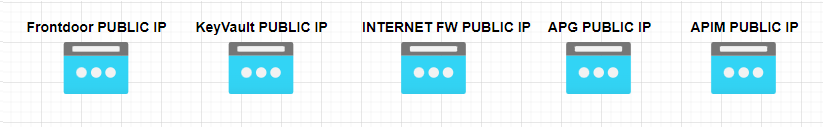 Frontdoor PUBLIC IP
KeyVault PUBLIC IP
INTERNET FW PUBLIC IP
APG PUBLIC IP
APIM PUBLIC IP